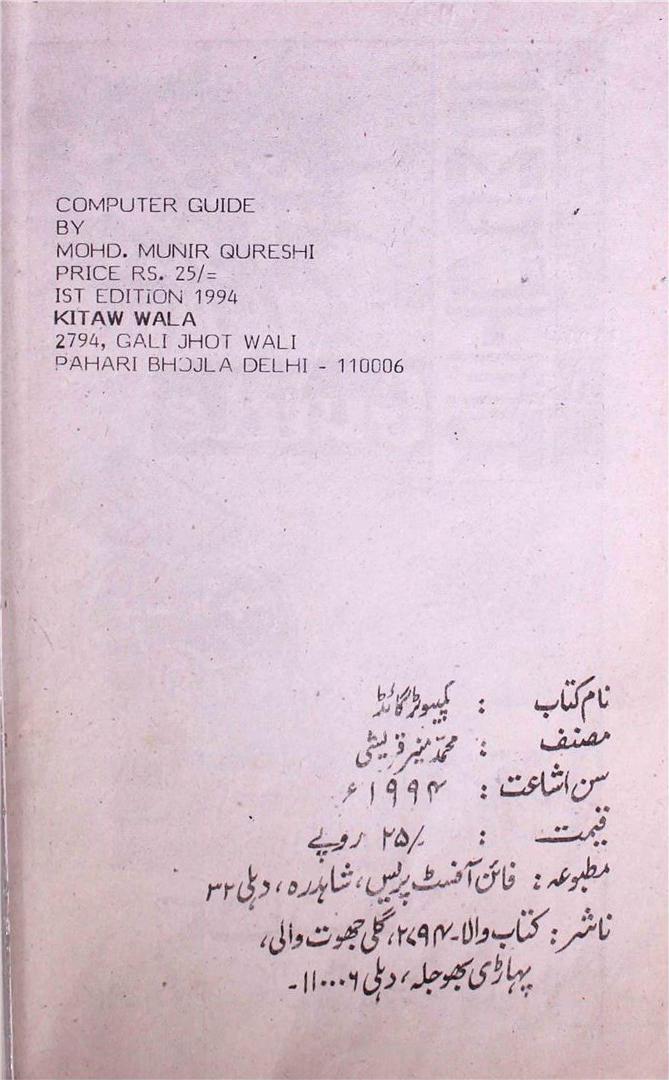 COMPUTER GUIDE
BY
MOHD. MUNIR QURESHI
PRICE RS. 25/=
IST EDITION 1994
KITAW WALA
2794, GALI JHOT WALI
PAHARI BHOJLA DELHI - 110006
نام کتاب : کمپیوٹر گائڈ
مصنف : محمد منیر قریشی
سن اشاعت : ۱۹۹۴ء
قیمت : ۲۵/ روپے
مطبوعہ : فائن آفسٹ پریس، شاہدرہ، دہلی ۳۲
ناشر : کتاب والا۔ ۲۷۹۴، گلی جھوت والی،
پہاڑی بھوجلہ، دہلی ۱۱۰۰۰۶۔